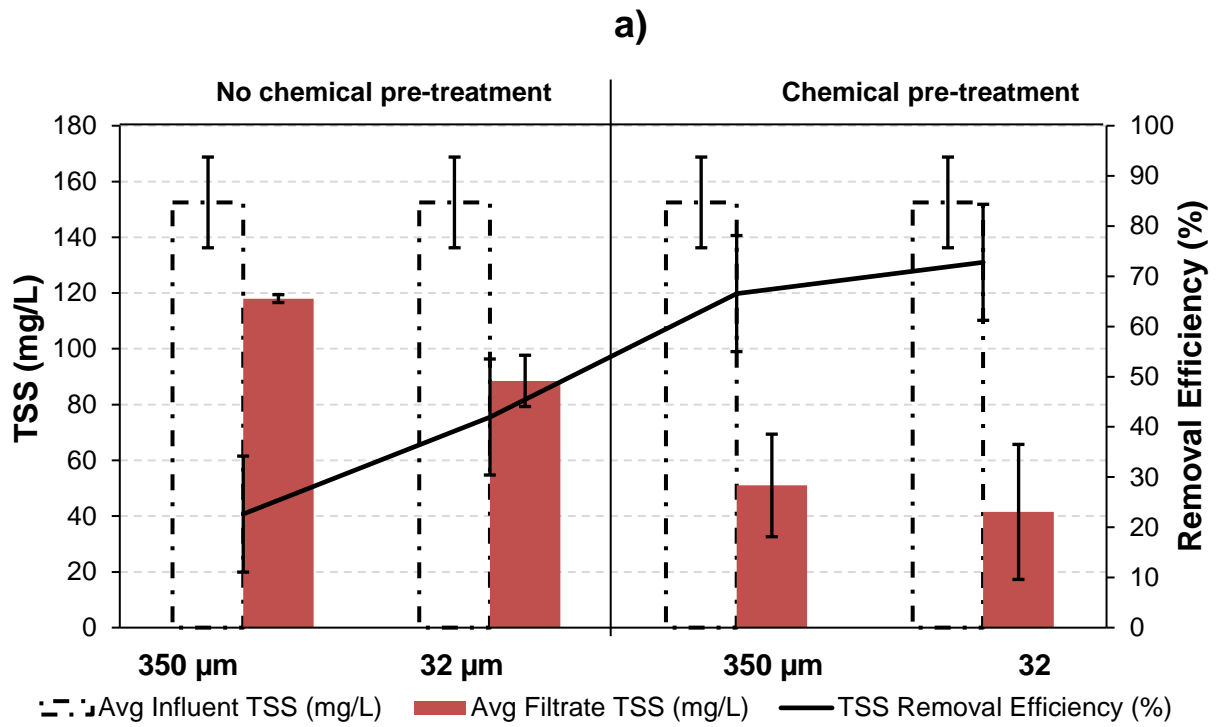 a)
No chemical pre-treatment Chemical pre-treatment
180 100
160 90
140 80
120 70
100 60
80 50
60 40
40 30
20 20
0 10
0
TSS (mg/L)
Removal Efficiency (%)
350 µm 32 µm 350 µm 32
Avg Influent TSS (mg/L) Avg Filtrate TSS (mg/L) TSS Removal Efficiency (%)